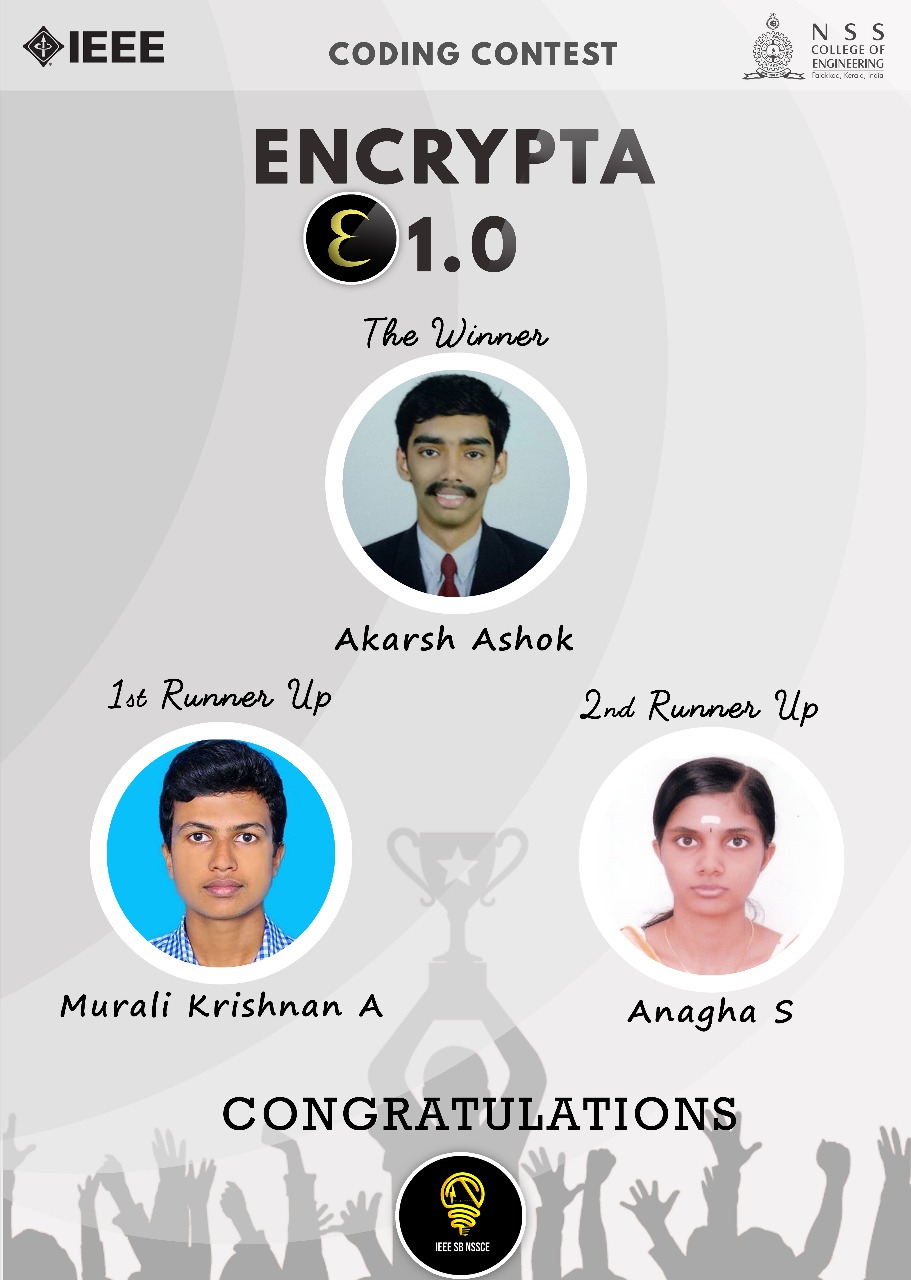 IEEE
CODING CONTEST
N S S
COLLEGE OF
ENGINEERING
Palakkad, Kerala, India
ENCRYPTA
ε 1.0
The Winner
Akarsh Ashok
1st Runner Up
2nd Runner Up
Murali Krishnan A
Anagha S
CONGRATULATIONS
IEEE SB NSSCE